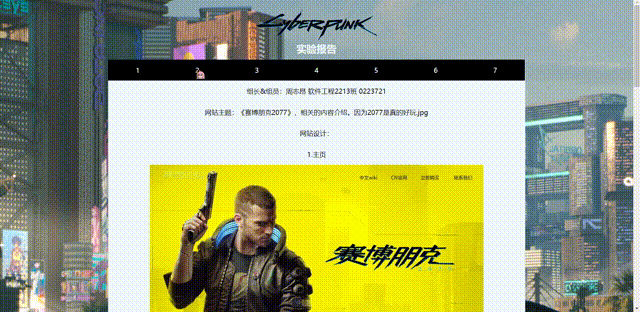 CYBERPUNK
实验报告
1 2 3 4 5 6 7
组长&组员：周志昂 软件工程2213班 0223721
网站主题：《赛博朋克2077》，相关的内容介绍。因为2077是真的好玩.jpg
网站设计：
1.主页
中文wiki CN官网 立即购买 联系我们
赛博朋克